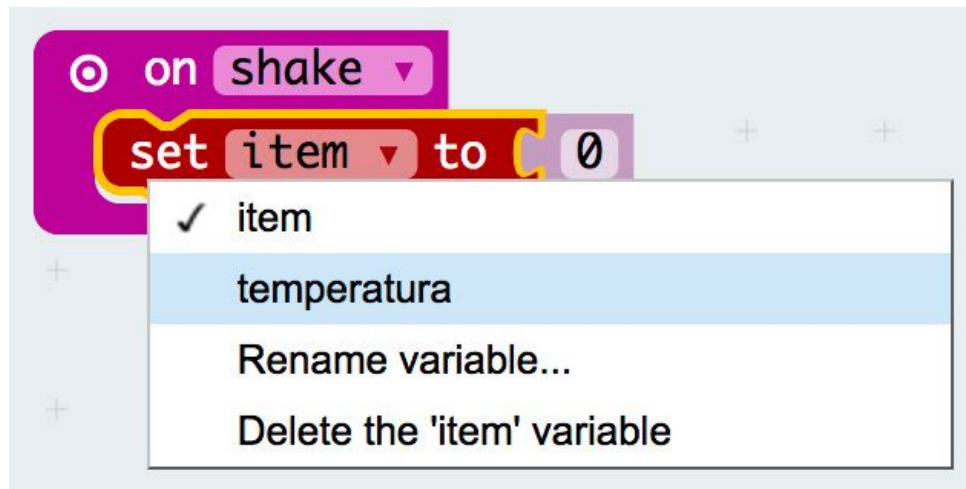 on shake
set item to 0
item
temperatura
Rename variable...
Delete the 'item' variable